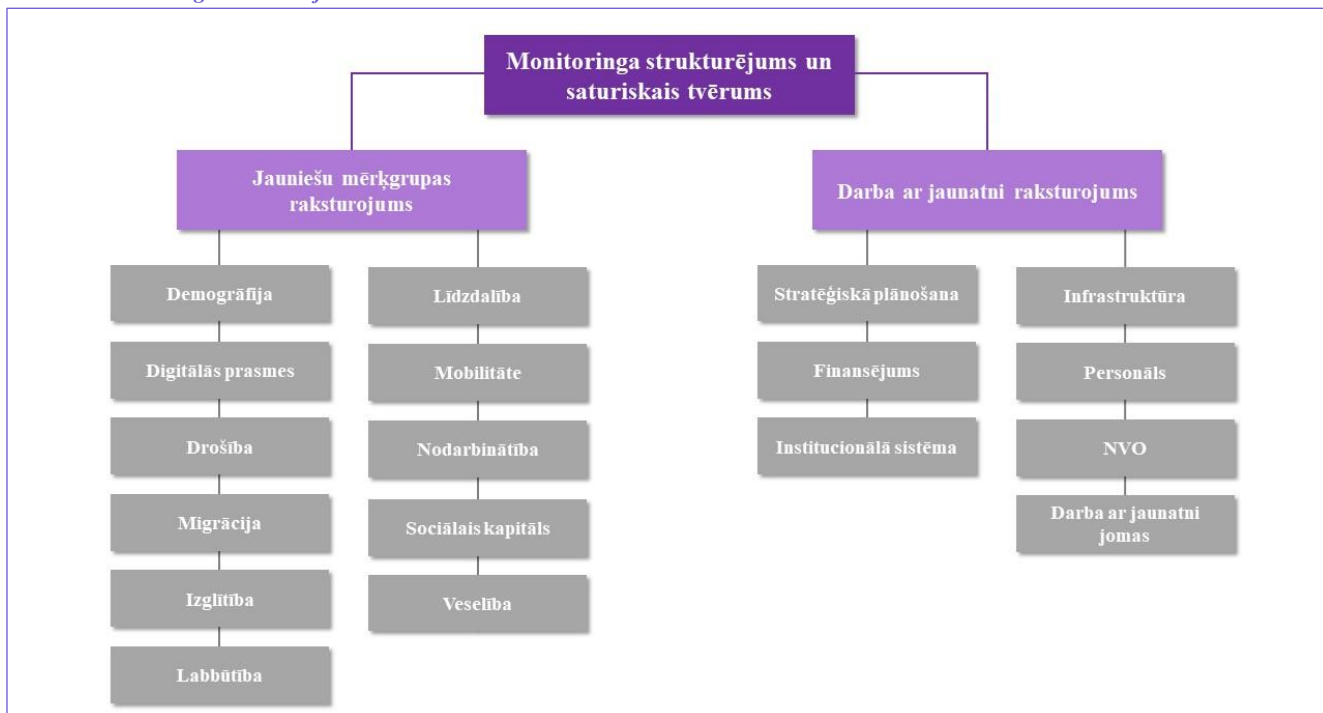 Monitoringa strukturējums un
saturiskais tvērums
Jauniešu mērķgrupas
raksturojums
Demogrāfija
Digitālās prasmes
Drošība
Migrācija
Izglītība
Labbūtība
Līdzdalība
Mobilitāte
Nodarbinātība
Sociālais kapitāls
Veselība
Darba ar jaunatni raksturojums
Stratēģiskā plānošana
Finansējums
Institucionālā sistēma
Infrastruktūra
Personāls
NVO
Darba ar jaunatni
jomas